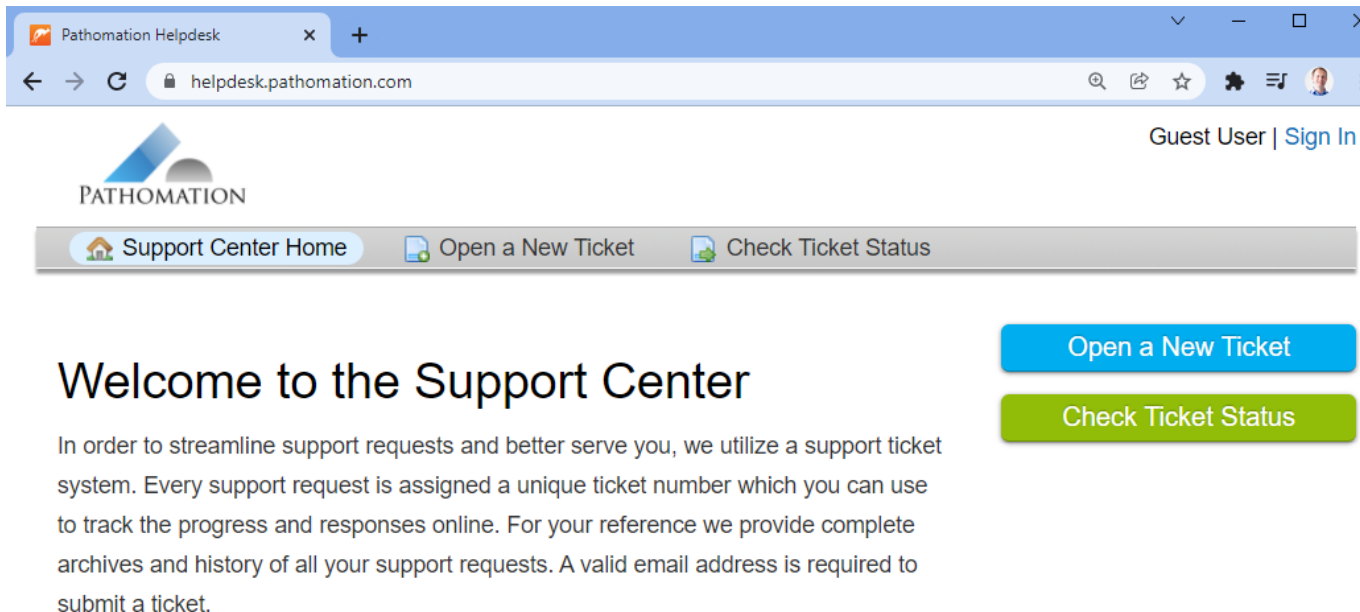 Pathomation Helpdesk
helpdesk.pathomation.com
Guest User | Sign In
PATHOMATION
Support Center Home Open a New Ticket Check Ticket Status
Open a New Ticket
Welcome to the Support Center
Check Ticket Status
In order to streamline support requests and better serve you, we utilize a support ticket
system. Every support request is assigned a unique ticket number which you can use
to track the progress and responses online. For your reference we provide complete
archives and history of all your support requests. A valid email address is required to
submit a ticket.